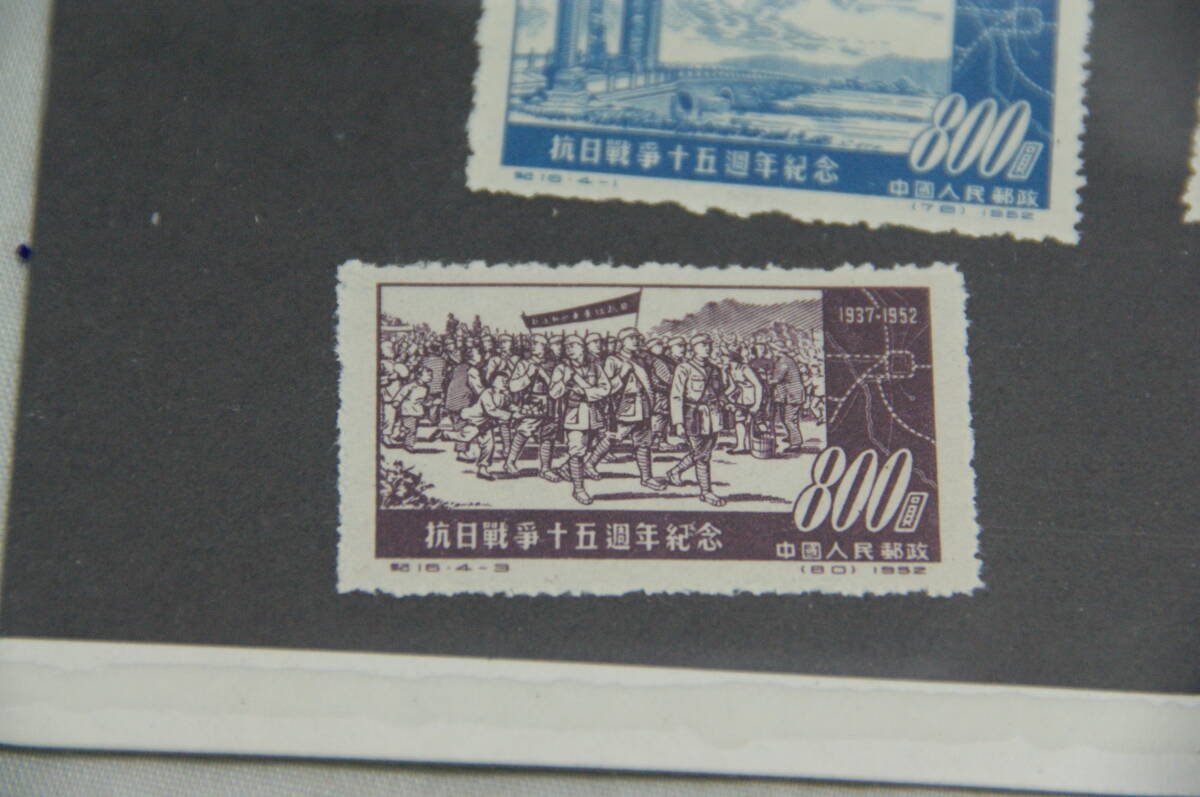 800圓
抗日戰爭十五週年紀念
中國人民郵政
紀16·4-1
(78) 1952
1937-1952
800圓
抗日戰爭十五週年紀念
中國人民郵政
紀16·4-3
(80) 1952